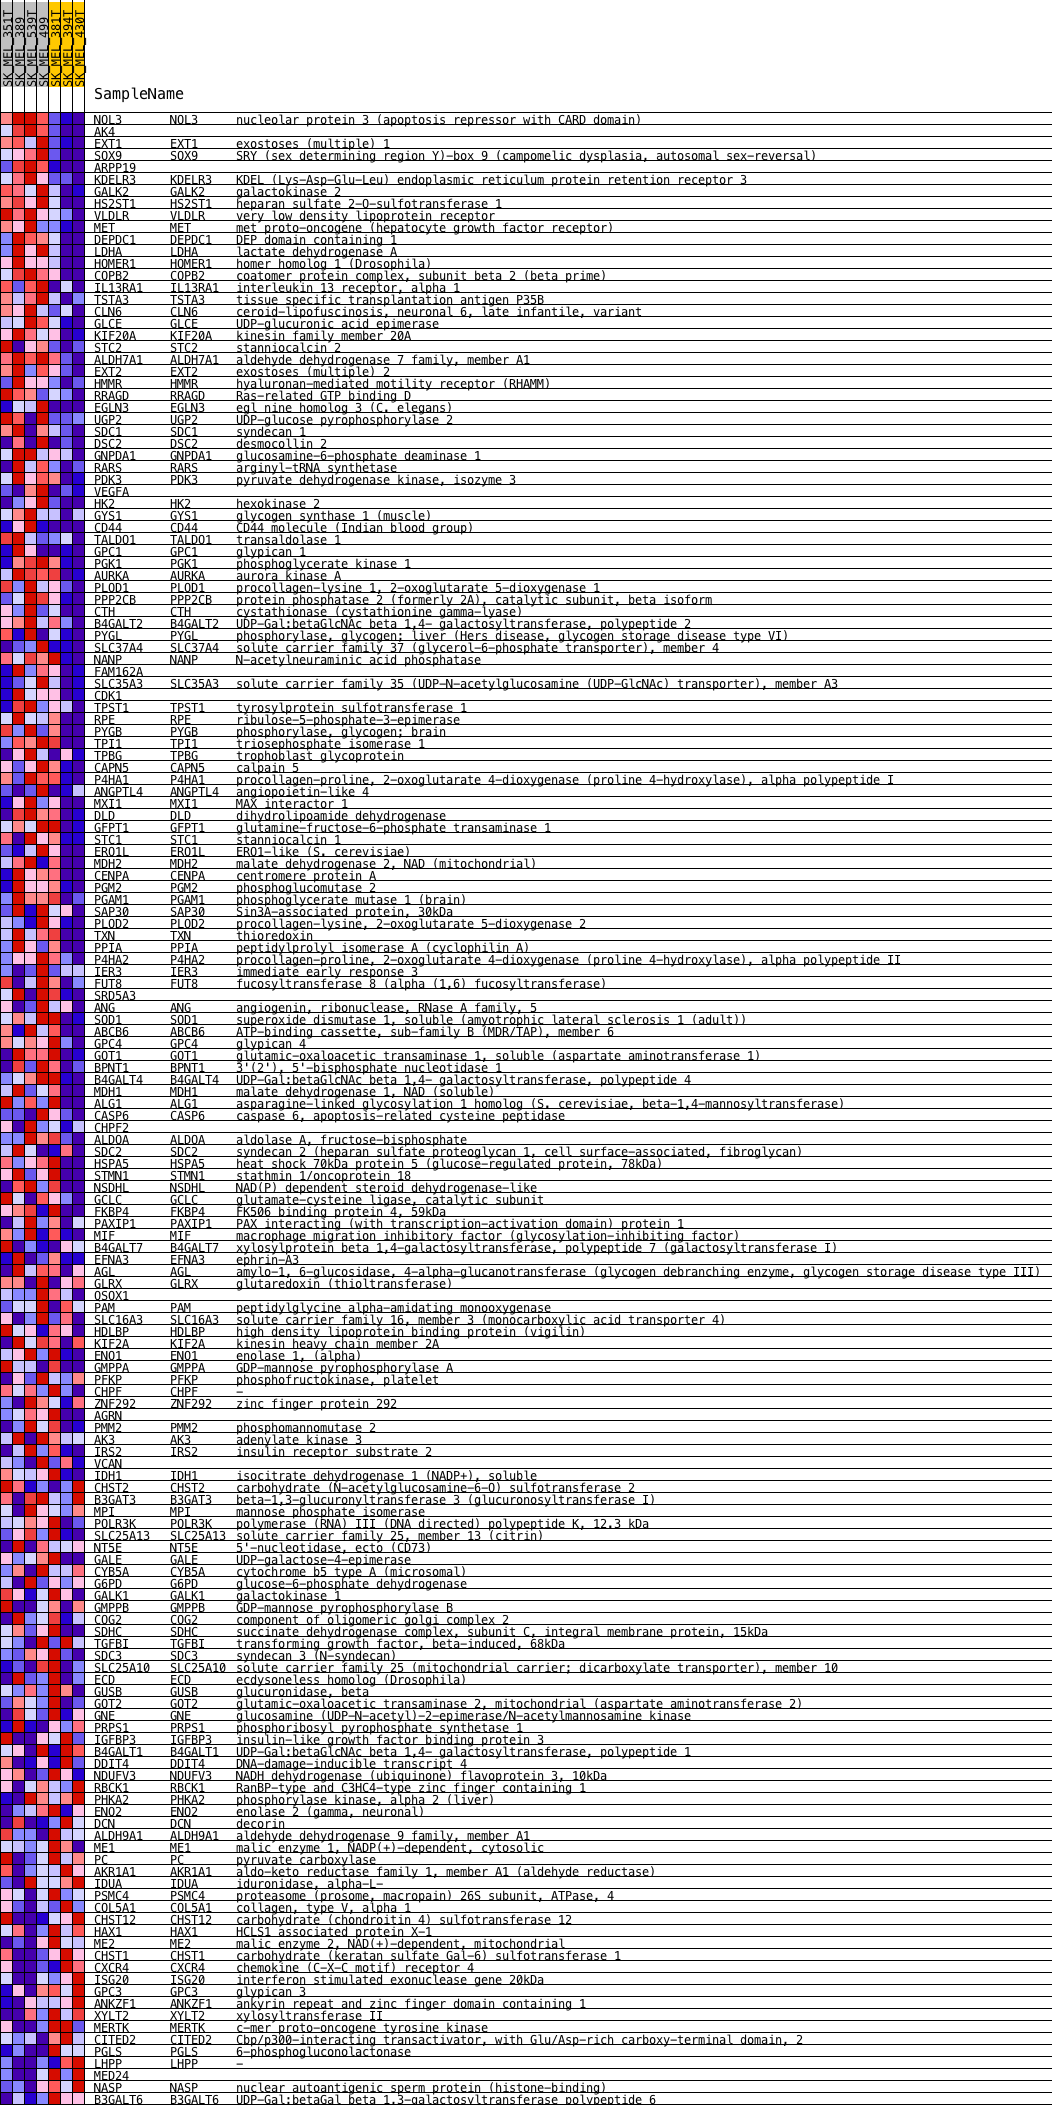 SK_MEL_351T
SK_MEL_389
SK_MEL_539T
SK_MEL_499
SK_MEL_381T
SK_MEL_394T
SK_MEL_430T
SampleName
NOL3 NOL3 nucleolar protein 3 (apoptosis repressor with CARD domain)
AK4
EXT1 EXT1 exostoses (multiple) 1
SOX9 SOX9 SRY (sex determining region Y)-box 9 (campomelic dysplasia, autosomal sex-reversal)
ARPP19
KDELR3 KDELR3 KDEL (Lys-Asp-Glu-Leu) endoplasmic reticulum protein retention receptor 3
GALK2 GALK2 galactokinase 2
HS2ST1 HS2ST1 heparan sulfate 2-O-sulfotransferase 1
VLDLR VLDLR very low density lipoprotein receptor
MET MET met proto-oncogene (hepatocyte growth factor receptor)
DEPDC1 DEPDC1 DEP domain containing 1
LDHA LDHA lactate dehydrogenase A
HOMER1 HOMER1 homer homolog 1 (Drosophila)
COPB2 COPB2 coatomer protein complex, subunit beta 2 (beta prime)
IL13RA1 IL13RA1 interleukin 13 receptor, alpha 1
TSTA3 TSTA3 tissue specific transplantation antigen P35B
CLN6 CLN6 ceroid-lipofuscinosis, neuronal 6, late infantile, variant
GLCE GLCE UDP-glucuronic acid epimerase
KIF20A KIF20A kinesin family member 20A
STC2 STC2 stanniocalcin 2
ALDH7A1 ALDH7A1 aldehyde dehydrogenase 7 family, member A1
EXT2 EXT2 exostoses (multiple) 2
HMMR HMMR hyaluronan-mediated motility receptor (RHAMM)
RRAGD RRAGD Ras-related GTP binding D
EGLN3 EGLN3 egl nine homolog 3 (C. elegans)
UGP2 UGP2 UDP-glucose pyrophosphorylase 2
SDC1 SDC1 syndecan 1
DSC2 DSC2 desmocollin 2
GNPDA1 GNPDA1 glucosamine-6-phosphate deaminase 1
RARS RARS arginyl-tRNA synthetase
PDK3 PDK3 pyruvate dehydrogenase kinase, isozyme 3
VEGFA
HK2 HK2 hexokinase 2
GYS1 GYS1 glycogen synthase 1 (muscle)
CD44 CD44 CD44 molecule (Indian blood group)
TALDO1 TALDO1 transaldolase 1
GPC1 GPC1 glypican 1
PGK1 PGK1 phosphoglycerate kinase 1
AURKA AURKA aurora kinase A
PLOD1 PLOD1 procollagen-lysine 1, 2-oxoglutarate 5-dioxygenase 1
PPP2CB PPP2CB protein phosphatase 2 (formerly 2A), catalytic subunit, beta isoform
CTH CTH cystathionase (cystathionine gamma-lyase)
B4GALT2 B4GALT2 UDP-Gal:betaGlcNAc beta 1,4- galactosyltransferase, polypeptide 2
PYGL PYGL phosphorylase, glycogen; liver (Hers disease, glycogen storage disease type VI)
SLC37A4 SLC37A4 solute carrier family 37 (glycerol-6-phosphate transporter), member 4
NANP NANP N-acetylneuraminic acid phosphatase
FAM162A
SLC35A3 SLC35A3 solute carrier family 35 (UDP-N-acetylglucosamine (UDP-GlcNAc) transporter), member A3
CDK1
TPST1 TPST1 tyrosylprotein sulfotransferase 1
RPE RPE ribulose-5-phosphate-3-epimerase
PYGB PYGB phosphorylase, glycogen; brain
TPI1 TPI1 triosephosphate isomerase 1
TPBG TPBG trophoblast glycoprotein
CAPN5 CAPN5 calpain 5
P4HA1 P4HA1 procollagen-proline, 2-oxoglutarate 4-dioxygenase (proline 4-hydroxylase), alpha polypeptide I
ANGPTL4 ANGPTL4 angiopoietin-like 4
MXI1 MXI1 MAX interactor 1
DLD DLD dihydrolipoamide dehydrogenase
GFPT1 GFPT1 glutamine-fructose-6-phosphate transaminase 1
STC1 STC1 stanniocalcin 1
ERO1L ERO1L ERO1-like (S. cerevisiae)
MDH2 MDH2 malate dehydrogenase 2, NAD (mitochondrial)
CENPA CENPA centromere protein A
PGM2 PGM2 phosphoglucomutase 2
PGAM1 PGAM1 phosphoglycerate mutase 1 (brain)
SAP30 SAP30 Sin3A-associated protein, 30kDa
PLOD2 PLOD2 procollagen-lysine, 2-oxoglutarate 5-dioxygenase 2
TXN TXN thioredoxin
PPIA PPIA peptidylprolyl isomerase A (cyclophilin A)
P4HA2 P4HA2 procollagen-proline, 2-oxoglutarate 4-dioxygenase (proline 4-hydroxylase), alpha polypeptide II
IER3 IER3 immediate early response 3
FUT8 FUT8 fucosyltransferase 8 (alpha (1,6) fucosyltransferase)
SRD5A3
ANG ANG angiogenin, ribonuclease, RNase A family, 5
SOD1 SOD1 superoxide dismutase 1, soluble (amyotrophic lateral sclerosis 1 (adult))
ABCB6 ABCB6 ATP-binding cassette, sub-family B (MDR/TAP), member 6
GPC4 GPC4 glypican 4
GOT1 GOT1 glutamic-oxaloacetic transaminase 1, soluble (aspartate aminotransferase 1)
BPNT1 BPNT1 3'(2'), 5'-bisphosphate nucleotidase 1
B4GALT4 B4GALT4 UDP-Gal:betaGlcNAc beta 1,4- galactosyltransferase, polypeptide 4
MDH1 MDH1 malate dehydrogenase 1, NAD (soluble)
ALG1 ALG1 asparagine-linked glycosylation 1 homolog (S. cerevisiae, beta-1,4-mannosyltransferase)
CASP6 CASP6 caspase 6, apoptosis-related cysteine peptidase
CHPF2
ALDOA ALDOA aldolase A, fructose-bisphosphate
SDC2 SDC2 syndecan 2 (heparan sulfate proteoglycan 1, cell surface-associated, fibroglycan)
HSPA5 HSPA5 heat shock 70kDa protein 5 (glucose-regulated protein, 78kDa)
STMN1 STMN1 stathmin 1/oncoprotein 18
NSDHL NSDHL NAD(P) dependent steroid dehydrogenase-like
GCLC GCLC glutamate-cysteine ligase, catalytic subunit
FKBP4 FKBP4 FK506 binding protein 4, 59kDa
PAXIP1 PAXIP1 PAX interacting (with transcription-activation domain) protein 1
MIF MIF macrophage migration inhibitory factor (glycosylation-inhibiting factor)
B4GALT7 B4GALT7 xylosylprotein beta 1,4-galactosyltransferase, polypeptide 7 (galactosyltransferase I)
EFNA3 EFNA3 ephrin-A3
AGL AGL amylo-1, 6-glucosidase, 4-alpha-glucanotransferase (glycogen debranching enzyme, glycogen storage disease type III)
GLRX GLRX glutaredoxin (thioltransferase)
QSOX1
PAM PAM peptidylglycine alpha-amidating monooxygenase
SLC16A3 SLC16A3 solute carrier family 16, member 3 (monocarboxylic acid transporter 4)
HDLBP HDLBP high density lipoprotein binding protein (vigilin)
KIF2A KIF2A kinesin heavy chain member 2A
ENO1 ENO1 enolase 1, (alpha)
GMPPA GMPPA GDP-mannose pyrophosphorylase A
PFKP PFKP phosphofructokinase, platelet
CHPF CHPF -
ZNF292 ZNF292 zinc finger protein 292
AGRN
PMM2 PMM2 phosphomannomutase 2
AK3 AK3 adenylate kinase 3
IRS2 IRS2 insulin receptor substrate 2
VCAN
IDH1 IDH1 isocitrate dehydrogenase 1 (NADP+), soluble
CHST2 CHST2 carbohydrate (N-acetylglucosamine-6-O) sulfotransferase 2
B3GAT3 B3GAT3 beta-1,3-glucuronyltransferase 3 (glucuronosyltransferase I)
MPI MPI mannose phosphate isomerase
POLR3K POLR3K polymerase (RNA) III (DNA directed) polypeptide K, 12.3 kDa
SLC25A13 SLC25A13 solute carrier family 25, member 13 (citrin)
NT5E NT5E 5'-nucleotidase, ecto (CD73)
GALE GALE UDP-galactose-4-epimerase
CYB5A CYB5A cytochrome b5 type A (microsomal)
G6PD G6PD glucose-6-phosphate dehydrogenase
GALK1 GALK1 galactokinase 1
GMPPB GMPPB GDP-mannose pyrophosphorylase B
COG2 COG2 component of oligomeric golgi complex 2
SDHC SDHC succinate dehydrogenase complex, subunit C, integral membrane protein, 15kDa
TGFBI TGFBI transforming growth factor, beta-induced, 68kDa
SDC3 SDC3 syndecan 3 (N-syndecan)
SLC25A10 SLC25A10 solute carrier family 25 (mitochondrial carrier; dicarboxylate transporter), member 10
ECD ECD ecdysoneless homolog (Drosophila)
GUSB GUSB glucuronidase, beta
GOT2 GOT2 glutamic-oxaloacetic transaminase 2, mitochondrial (aspartate aminotransferase 2)
GNE GNE glucosamine (UDP-N-acetyl)-2-epimerase/N-acetylmannosamine kinase
PRPS1 PRPS1 phosphoribosyl pyrophosphate synthetase 1
IGFBP3 IGFBP3 insulin-like growth factor binding protein 3
B4GALT1 B4GALT1 UDP-Gal:betaGlcNAc beta 1,4- galactosyltransferase, polypeptide 1
DDIT4 DDIT4 DNA-damage-inducible transcript 4
NDUFV3 NDUFV3 NADH dehydrogenase (ubiquinone) flavoprotein 3, 10kDa
RBCK1 RBCK1 RanBP-type and C3HC4-type zinc finger containing 1
PHKA2 PHKA2 phosphorylase kinase, alpha 2 (liver)
ENO2 ENO2 enolase 2 (gamma, neuronal)
DCN DCN decorin
ALDH9A1 ALDH9A1 aldehyde dehydrogenase 9 family, member A1
ME1 ME1 malic enzyme 1, NADP(+)-dependent, cytosolic
PC PC pyruvate carboxylase
AKR1A1 AKR1A1 aldo-keto reductase family 1, member A1 (aldehyde reductase)
IDUA IDUA iduronidase, alpha-L-
PSMC4 PSMC4 proteasome (prosome, macropain) 26S subunit, ATPase, 4
COL5A1 COL5A1 collagen, type V, alpha 1
CHST12 CHST12 carbohydrate (chondroitin 4) sulfotransferase 12
HAX1 HAX1 HCLS1 associated protein X-1
ME2 ME2 malic enzyme 2, NAD(+)-dependent, mitochondrial
CHST1 CHST1 carbohydrate (keratan sulfate Gal-6) sulfotransferase 1
CXCR4 CXCR4 chemokine (C-X-C motif) receptor 4
ISG20 ISG20 interferon stimulated exonuclease gene 20kDa
GPC3 GPC3 glypican 3
ANKZF1 ANKZF1 ankyrin repeat and zinc finger domain containing 1
XYLT2 XYLT2 xylosyltransferase II
MERTK MERTK c-mer proto-oncogene tyrosine kinase
CITED2 CITED2 Cbp/p300-interacting transactivator, with Glu/Asp-rich carboxy-terminal domain, 2
PGLS PGLS 6-phosphogluconolactonase
LHPP LHPP -
MED24
NASP NASP nuclear autoantigenic sperm protein (histone-binding)
B3GALT6 B3GALT6 UDP-Gal:betaGal beta 1,3-galactosyltransferase polypeptide 6